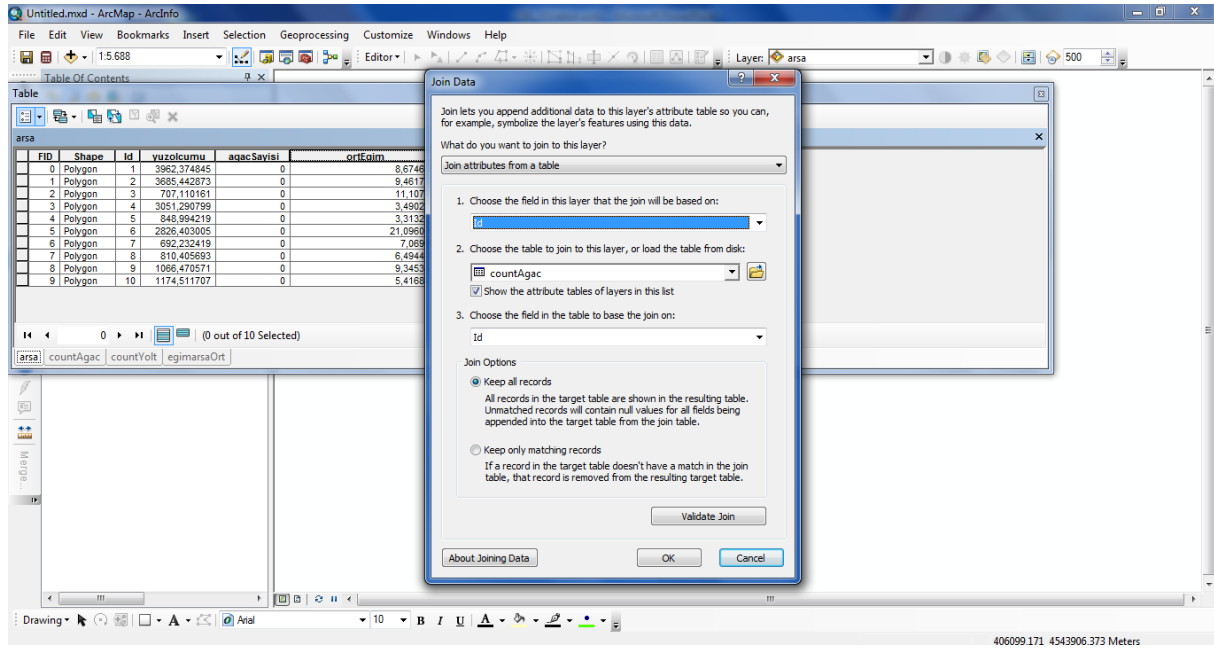 Untitled.mxd - ArcMap - ArcInfo
File Edit View Bookmarks Insert Selection Geoprocessing Customize Windows Help
1:5.688 Editor Layer: arsa 500
Table Of Contents
Table
arsa
FID Shape Id yuzolcumu agacSayisi ortEgim
0 Polygon 1 3962,374845 0 8,6746
1 Polygon 2 3685,442873 0 9,4617
2 Polygon 3 707,110161 0 11,107
3 Polygon 4 3051,290799 0 3,4902
4 Polygon 5 848,994219 0 3,3132
5 Polygon 6 2826,403005 0 21,0960
6 Polygon 7 692,232419 0 7,069
7 Polygon 8 810,405693 0 6,4944
8 Polygon 9 1066,470571 0 9,3453
9 Polygon 10 1174,511707 0 5,4168
0 (0 out of 10 Selected)
arsa countAgac countYolt egimarsaOrt
Merge...
Join Data
Join lets you append additional data to this layer's attribute table so you can,
for example, symbolize the layer's features using this data.
What do you want to join to this layer?
Join attributes from a table
1. Choose the field in this layer that the join will be based on:
Id
2. Choose the table to join to this layer, or load the table from disk:
countAgac
Show the attribute tables of layers in this list
3. Choose the field in the table to base the join on:
Id
Join Options
Keep all records
All records in the target table are shown in the resulting table.
Unmatched records will contain null values for all fields being
appended into the target table from the join table.
Keep only matching records
If a record in the target table doesn't have a match in the join
table, that record is removed from the resulting target table.
Validate Join
About Joining Data OK Cancel
Drawing A Arial 10 B I U A
406099,171 4543906,373 Meters